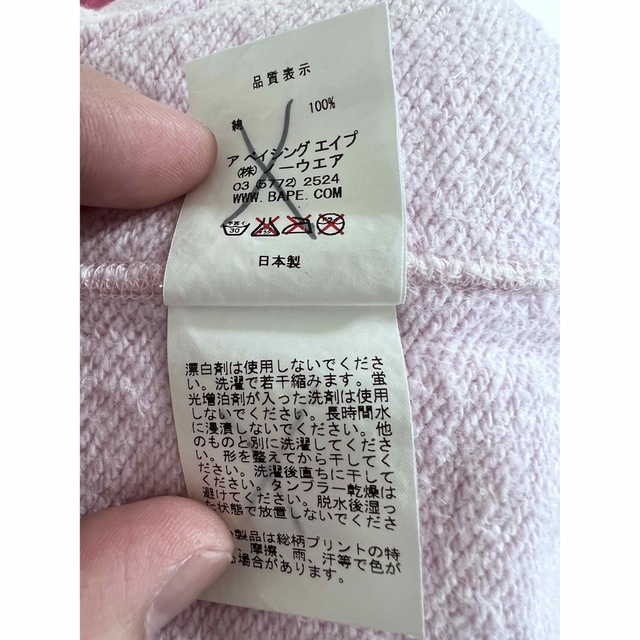 品質表示
綿 100%
ア ベイシング エイプ
(株) ノーウエア
03 (5772) 2524
WWW. BAPE. COM
30
日本製
漂白剤は使用しないでくださ
い。洗濯で若干縮みます。蛍
光増泊剤が入った洗剤は使用
しないでください。長時間水
に浸漬しないでください。他
のものと別に洗濯してくださ
い。形を整えてから干してく
ださい。洗濯後直ちに干して
ください。タンブラー乾燥は
避けてください。脱水後湿っ
た状態で放置しないでくださ
製品は総柄プリントの特
、摩擦、雨、汗等で色が
る場合があります。